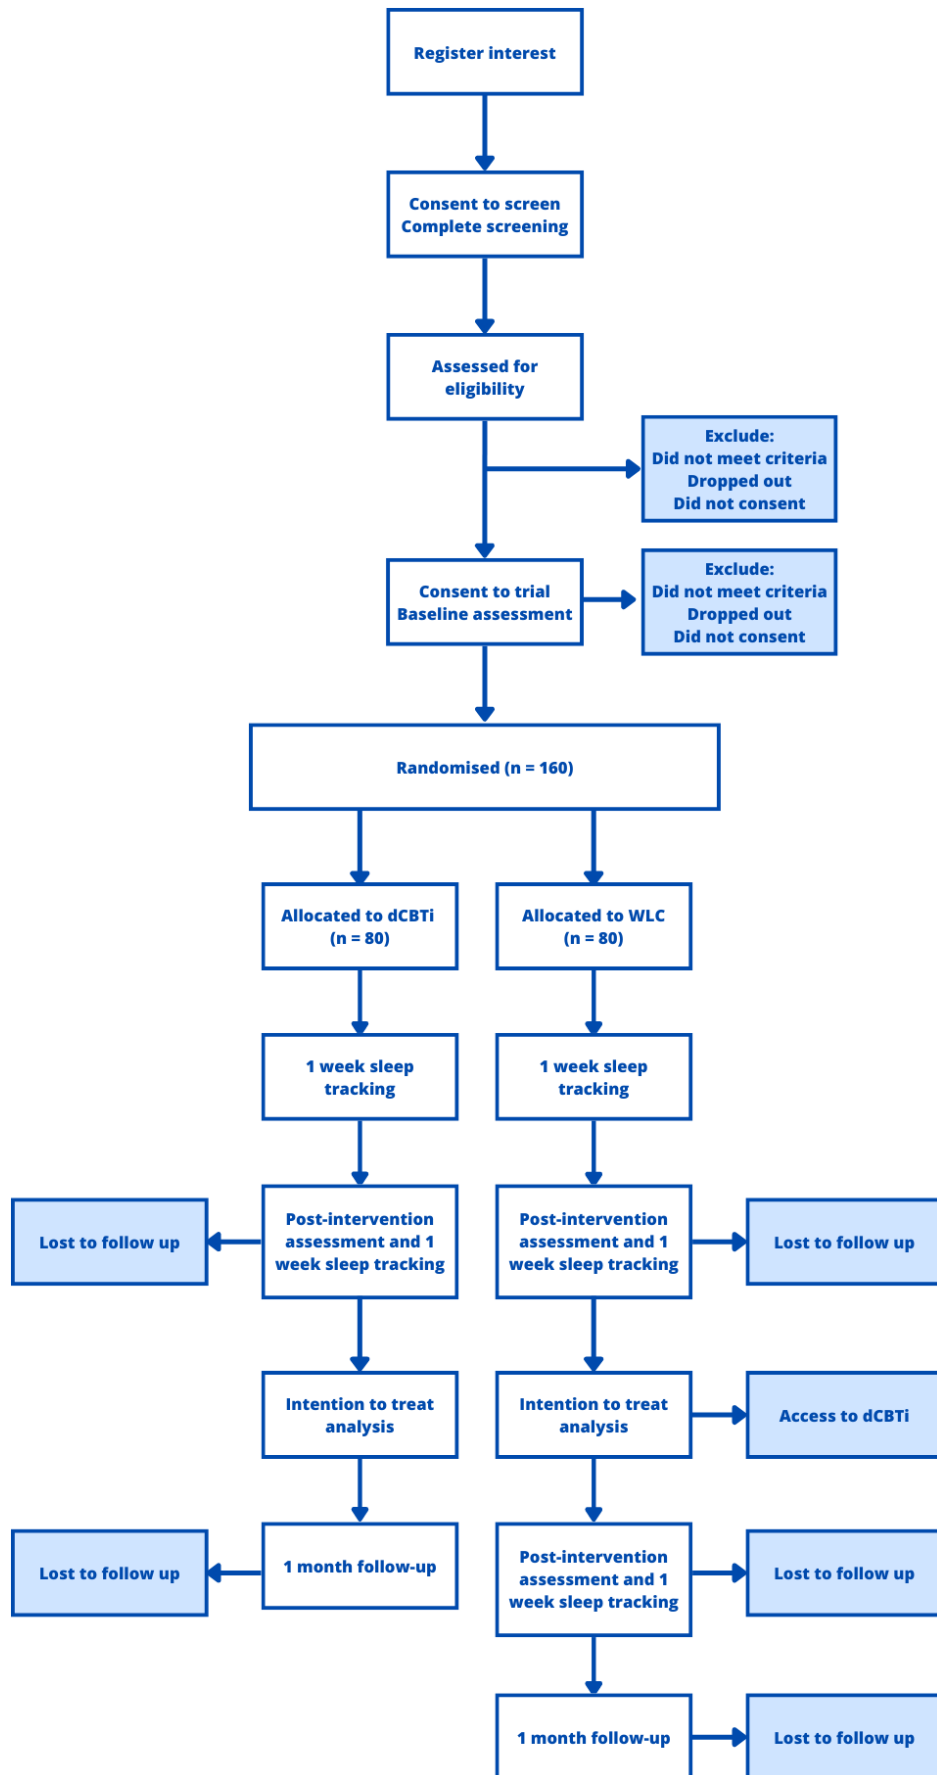 Register interest
Consent to screen
Complete screening
Assessed for
eligibility
Exclude:
Did not meet criteria
Dropped out
Did not consent
Consent to trial
Baseline assessment
Exclude:
Did not meet criteria
Dropped out
Did not consent
Randomised (n = 160)
Allocated to dCBTi
(n = 80)
Allocated to WLC
(n = 80)
1 week sleep
tracking
1 week sleep
tracking
Lost to follow up
Post-intervention
assessment and 1
week sleep tracking
Post-intervention
assessment and 1
week sleep tracking
Lost to follow up
Intention to treat
analysis
Intention to treat
analysis
Access to dCBTi
Lost to follow up
1 month follow-up
Post-intervention
assessment and 1
week sleep tracking
Lost to follow up
1 month follow-up
Lost to follow up